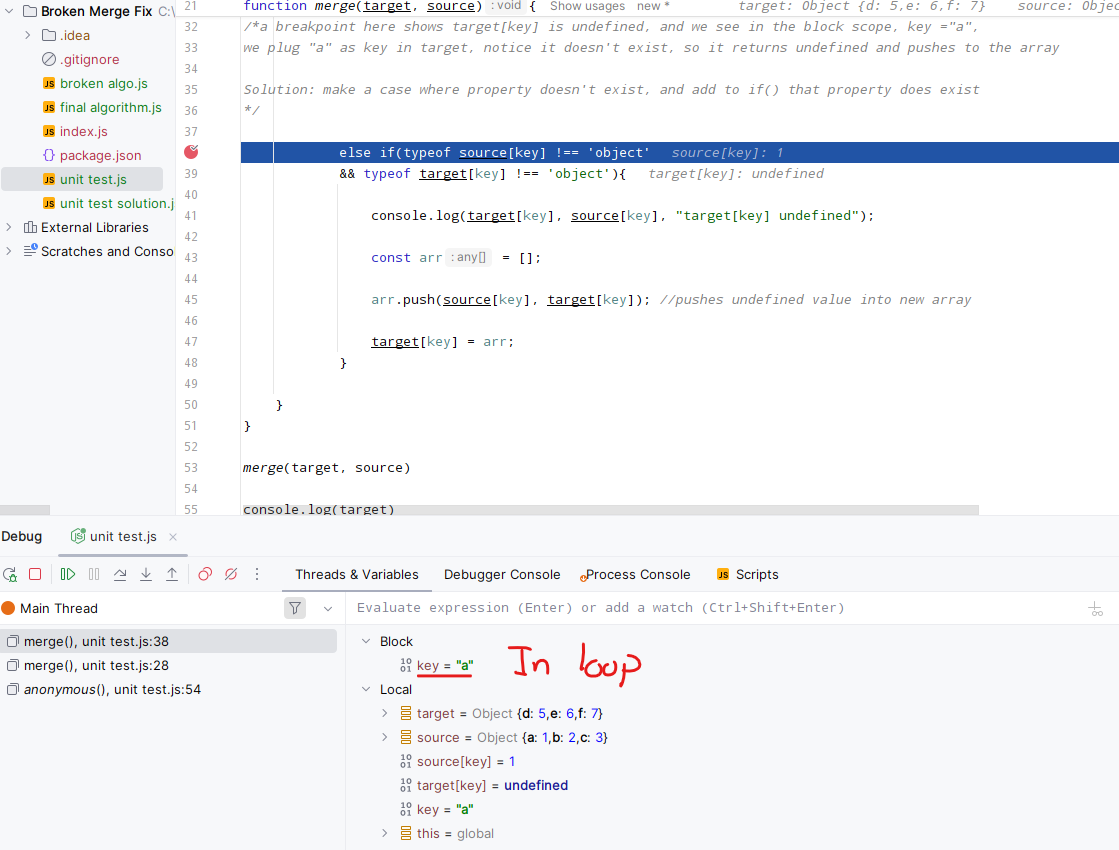 Broken Merge Fix C:\
.idea
.gitignore
broken algo.js
final algorithm.js
index.js
package.json
unit test.js
unit test solution.j
External Libraries
Scratches and Conso
21 function merge(target, source) : void { Show usages new * target: Object {d: 5,e: 6,f: 7} source: Objec
32 /*a breakpoint here shows target[key] is undefined, and we see in the block scope, key ="a",
33 we plug "a" as key in target, notice it doesn't exist, so it returns undefined and pushes to the array
34
35 Solution: make a case where property doesn't exist, and add to if() that property does exist
36 */
37
else if(typeof source[key] !== 'object' source[key]: 1
39 && typeof target[key] !== 'object'){ target[key]: undefined
40
41 console.log(target[key], source[key], "target[key] undefined");
42
43 const arr : any[] = [];
44
45 arr.push(source[key], target[key]); //pushes undefined value into new array
46
47 target[key] = arr;
48 }
49
50 }
51 }
52
53 merge(target, source)
54
55 console.log(target)
Debug unit test.js
Threads & Variables Debugger Console Process Console JS Scripts
Main Thread
merge(), unit test.js:38
merge(), unit test.js:28
anonymous(), unit test.js:54
Evaluate expression (Enter) or add a watch (Ctrl+Shift+Enter)
Block
key = "a" In loop
Local
target = Object {d: 5,e: 6,f: 7}
source = Object {a: 1,b: 2,c: 3}
source[key] = 1
target[key] = undefined
key = "a"
this = global